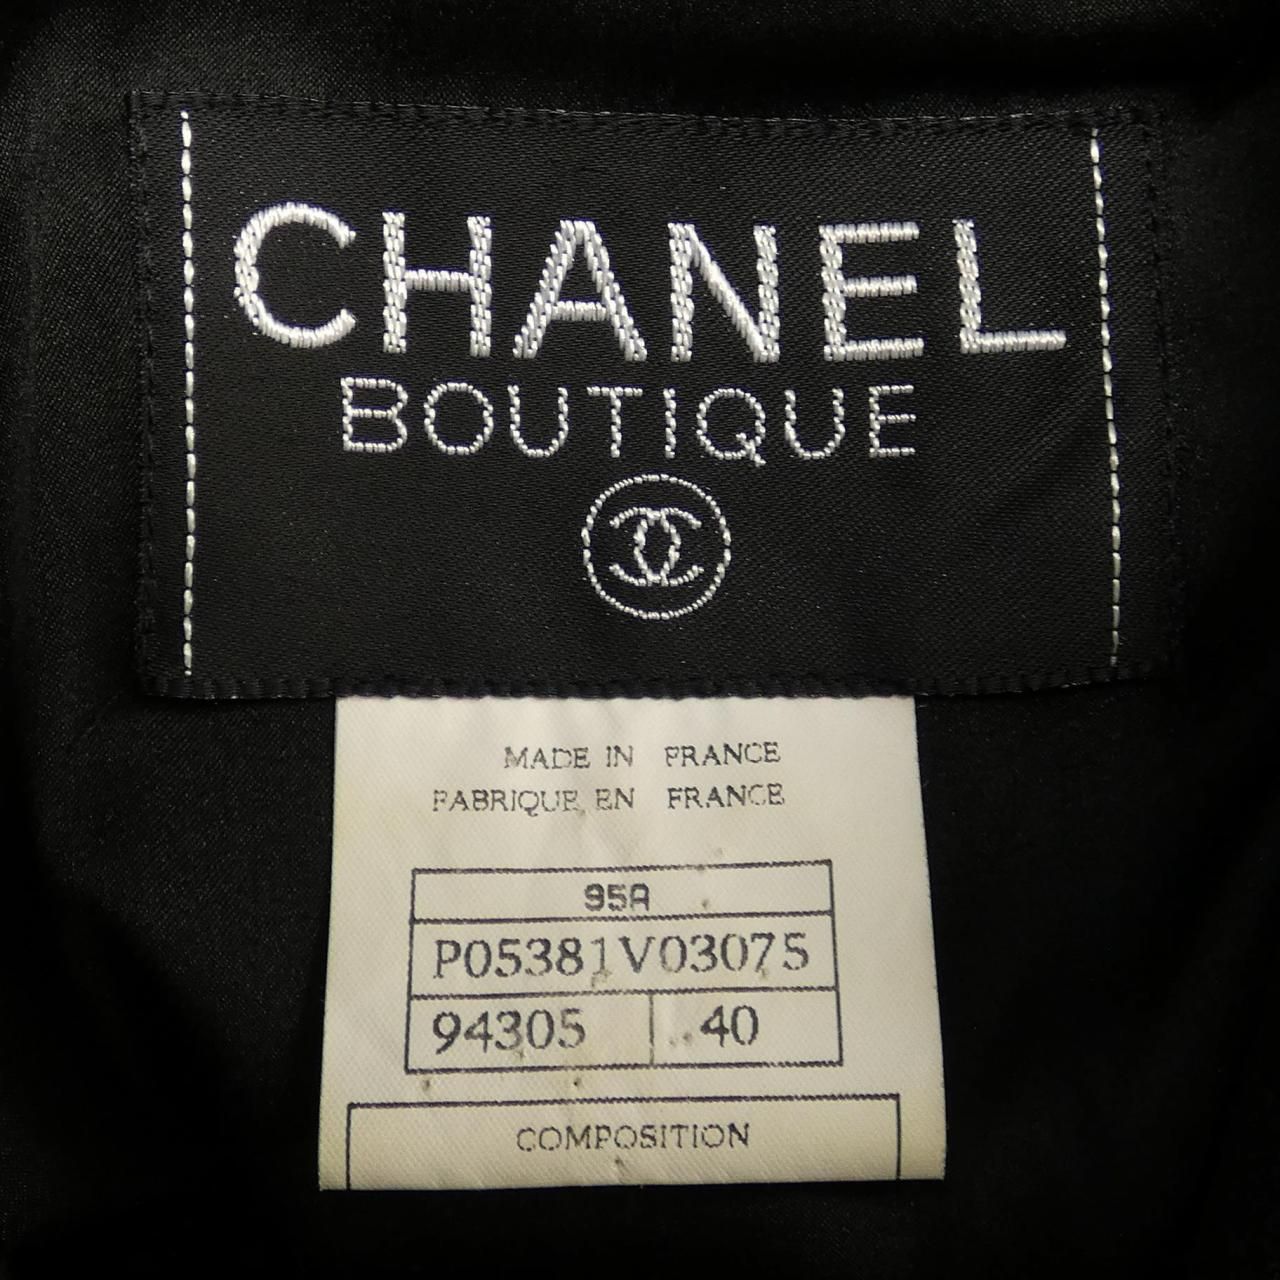 CHANEL
BOUTIQUE
MADE IN FRANCE
FABRIQUE EN FRANCE
95A
P05381V03075
94305 40
COMPOSITION